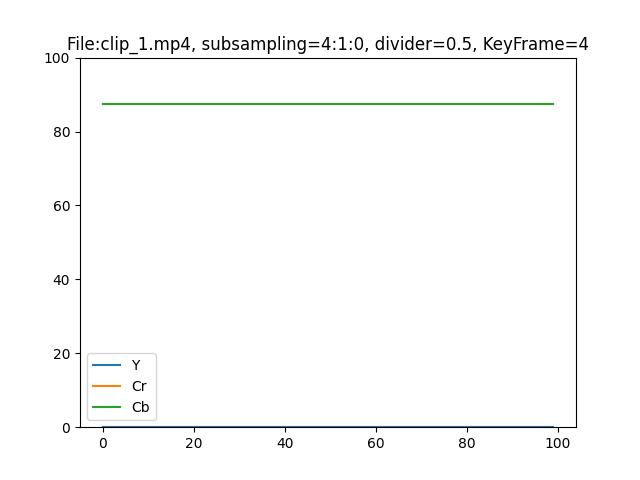 File:clip_1.mp4, subsampling=4:1:0, divider=0.5, KeyFrame=4
100
80
60
40
20
0
Y
Cr
Cb
0 20 40 60 80 100